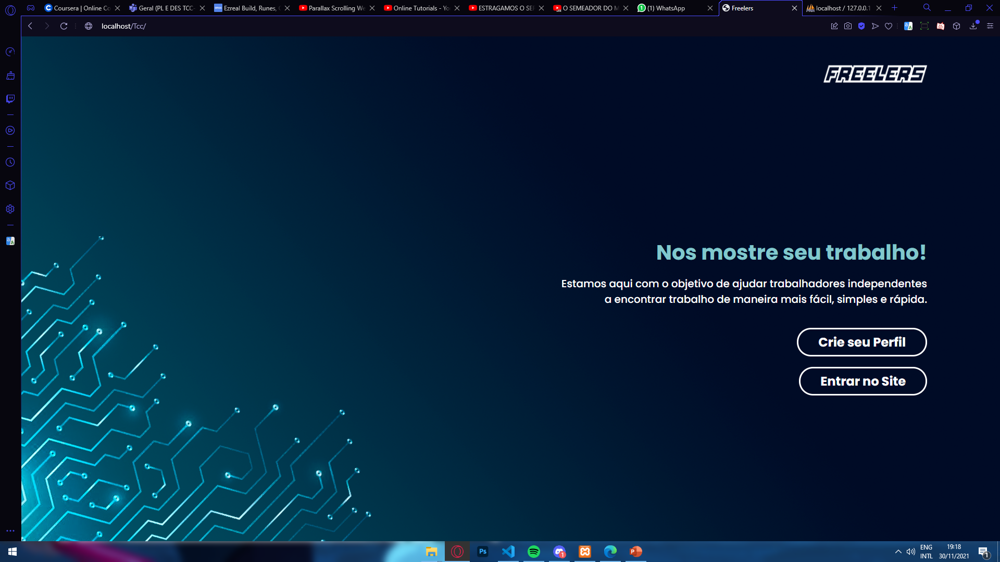 Coursera | Online Co
Geral (PL E DES TCC-
Ezreal Build, Runes,
Parallax Scrolling We
Online Tutorials - Yo
ESTRAGAMOS O SE
O SEMEADOR DO M
(1) WhatsApp
Freelers
localhost / 127.0.0.1
localhost/Tcc/
FREELERS
Nos mostre seu trabalho!
Estamos aqui com o objetivo de ajudar trabalhadores independentes
a encontrar trabalho de maneira mais fácil, simples e rápida.
Crie seu Perfil
Entrar no Site
Ps
1
ENG
INTL
19:18
30/11/2021
1